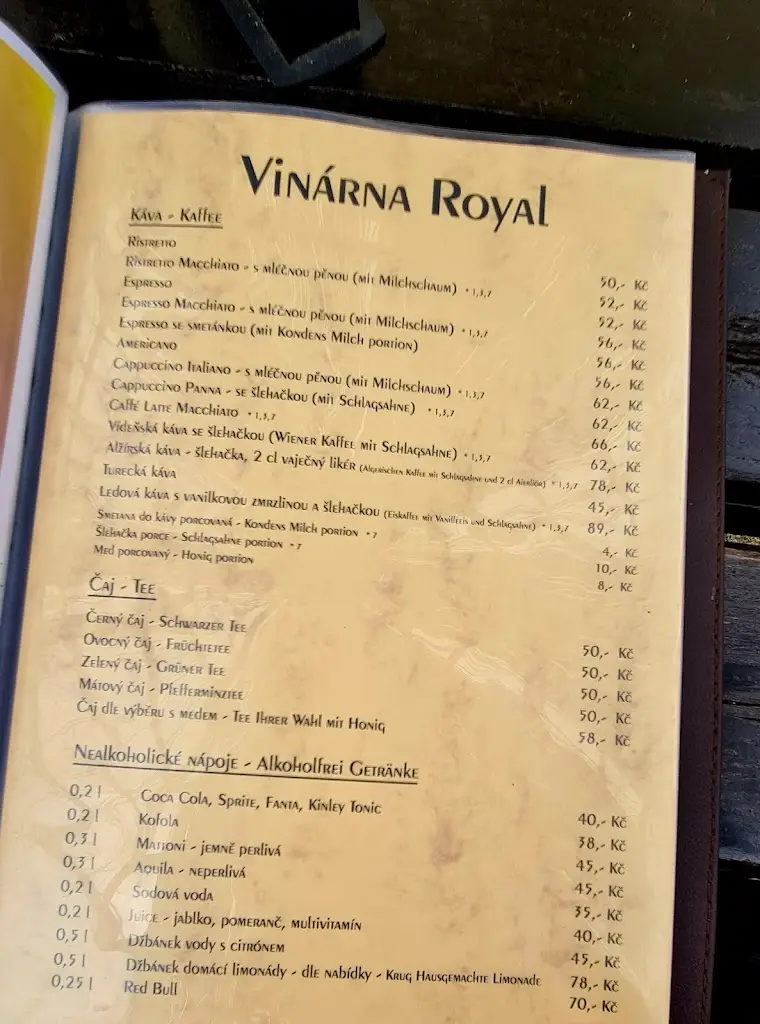 Vinárna Royal
Káva - Kaffee
Ristretto 50,- Kč
Ristretto Macchiato - s mléčnou pěnou (mit Milchschaum) • 1,3,7 52,- Kč
Espresso 52,- Kč
Espresso Macchiato - s mléčnou pěnou (mit Milchschaum) • 1,3,7 56,- Kč
Espresso se smetánkou (mit Kondens Milch portion) 56,- Kč
Americano 56,- Kč
Cappuccino Italiano - s mléčnou pěnou (mit Milchschaum) • 1,3,7 62,- Kč
Cappuccino Panna - se šlehačkou (mit Schlagsahne) • 1,3,7 62,- Kč
Caffé Latte Macchiato • 1,3,7 66,- Kč
Vídeňská káva se šlehačkou (Wiener Kaffee mit Schlagsahne) • 1,3,7 62,- Kč
Alžírská káva - šlehačka, 2 cl vaječný likér (Algerischen Kaffee mit Schlagsahne und 2 cl Aierlikör) • 1,3,7 78,- Kč
Turecká káva 45,- Kč
Ledová káva s vanilkovou zmrzlinou a šlehačkou (Eiskaffee mit Vanilleeis und Schlagsahne) • 1,3,7 89,- Kč
Smetana do kávy porcovaná - Kondens Milch portion • 7 4,- Kč
Šlehačka porce - Schlagsahne portion • 7 10,- Kč
Med porcovaný - Honig portion 8,- Kč
Čaj - Tee
Černý čaj - Schwarzer Tee 50,- Kč
Ovocný čaj - Früchtetee 50,- Kč
Zelený čaj - Grüner Tee 50,- Kč
Mátový čaj - Pfefferminztee 50,- Kč
Čaj dle výběru s medem - Tee Ihrer Wahl mit Honig 58,- Kč
Nealkoholické nápoje - Alkoholfrei Getränke
0,2 l Coca Cola, Sprite, Fanta, Kinley Tonic 40,- Kč
0,2 l Kofola 38,- Kč
0,3 l Mattoni - jemně perlivá 45,- Kč
0,3 l Aquila - neperlivá 45,- Kč
0,2 l Sodová voda 35,- Kč
0,2 l Juice - jablko, pomeranč, multivitamín 40,- Kč
0,5 l Džbánek vody s citrónem 45,- Kč
0,5 l Džbánek domácí limonády - dle nabídky - Krug Hausgemachte Limonade 78,- Kč
0,25 l Red Bull 70,- Kč